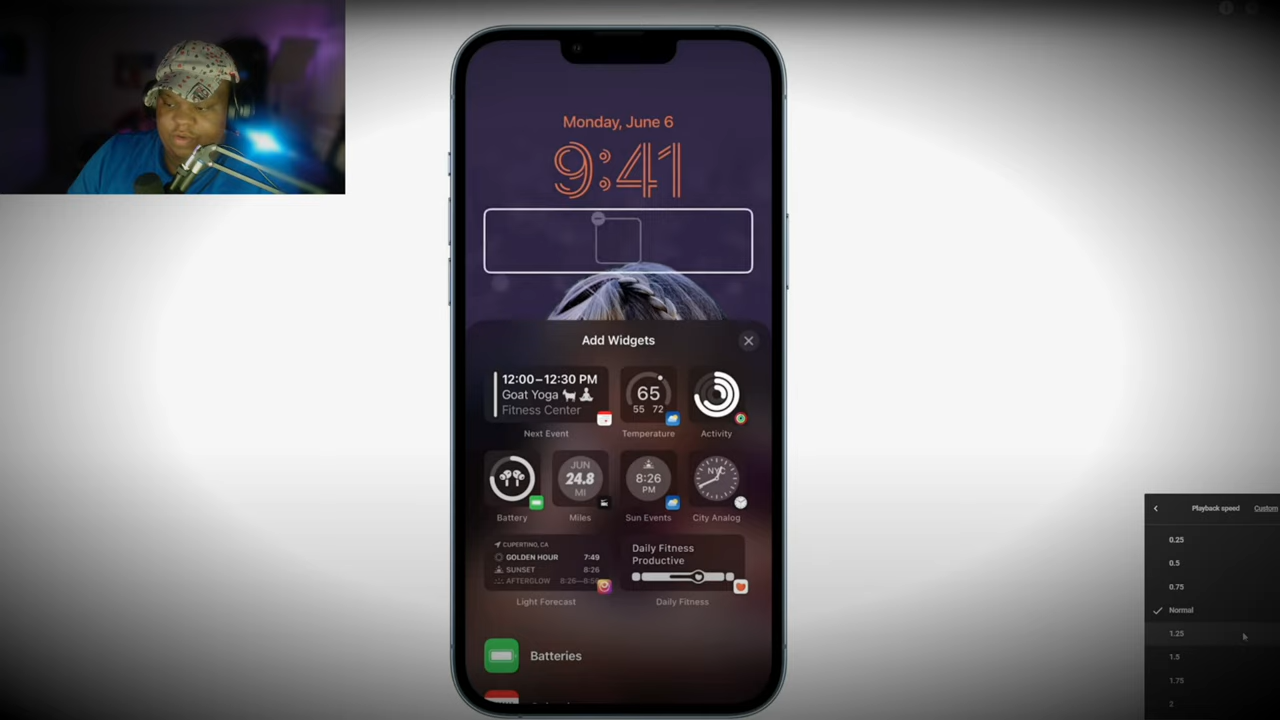 Monday, June 6
9:41
Add Widgets
12:00–12:30 PM
Goat Yoga
Fitness Center
Next Event
65
55 72
Temperature
Activity
Battery
JUN
24.8
MI
Miles
8:26
PM
Sun Events
NYC
City Analog
CUPERTINO, CA
GOLDEN HOUR 7:49
SUNSET 8:26
AFTERGLOW
Light Forecast
Daily Fitness
Productive
Daily Fitness
Batteries
Playback speed Custom
0.25
0.5
0.75
Normal
1.25
1.5
1.75
2